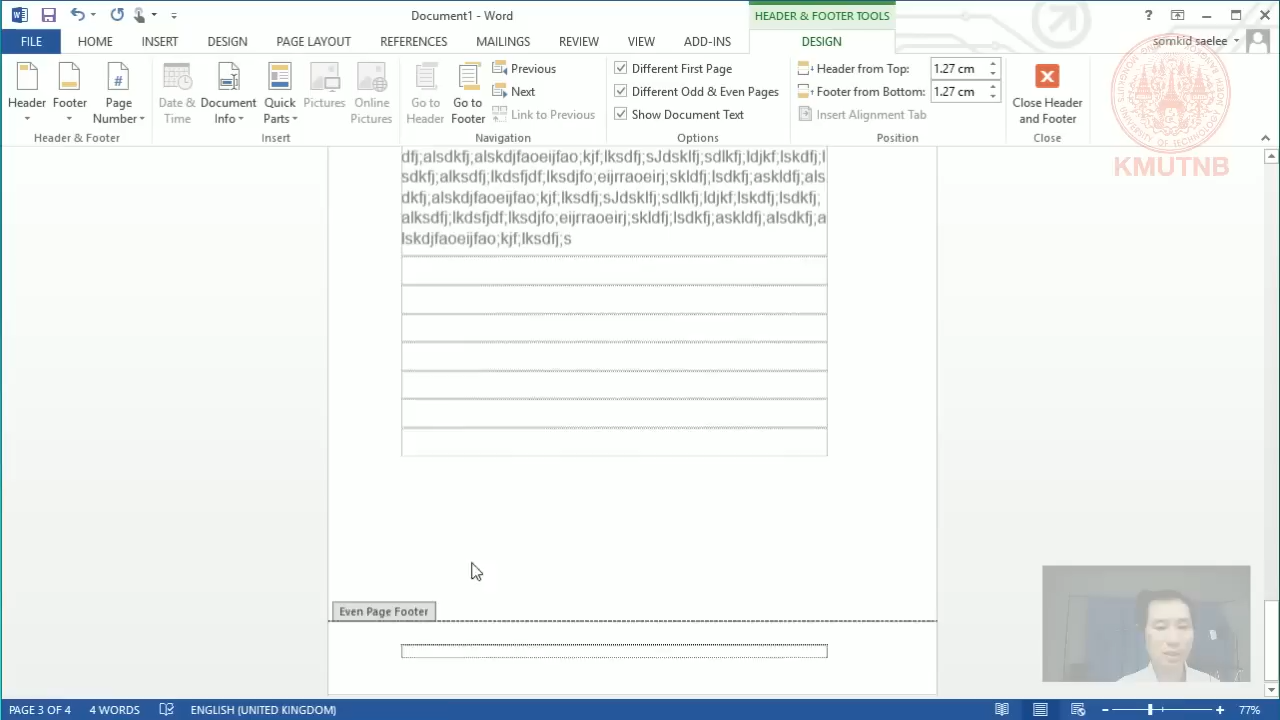 Document1 - Word
HEADER & FOOTER TOOLS
?
FILE HOME INSERT DESIGN PAGE LAYOUT REFERENCES MAILINGS REVIEW VIEW ADD-INS DESIGN somkid saelee
Header Footer Page Number
Date & Time Document Info Quick Parts Pictures Online Pictures
Go to Header Go to Footer Previous Next Link to Previous
Different First Page
Different Odd & Even Pages
Show Document Text
Header from Top: 1.27 cm
Footer from Bottom: 1.27 cm
Insert Alignment Tab
Close Header and Footer
Header & Footer Insert Navigation Options Position Close
KMUTNB
dfj;alsdkfj,alskdjfaoeijfao;kjf,lksdfj;sJdsklfj;sdlkfj,ldjkf,lskdfj,l
sdkfj,alksdfj,lkdsfjdf,lksdjfo;eijrraoeirj;skldfj,lsdkfj,askldfj;als
dkfj;alskdjfaoeijfao;kjf;lksdfj;sJdsklfj;sdlkfj;ldjkf;lskdfj;lsdkfj;
alksdfj;lkdsfjdf;lksdjfo;eijrraoeirj;skldfj;lsdkfj;askldfj;alsdkfj;a
lskdjfaoeijfao;kjf;lksdfj;s
Even Page Footer
PAGE 3 OF 4 4 WORDS ENGLISH (UNITED KINGDOM) 77%